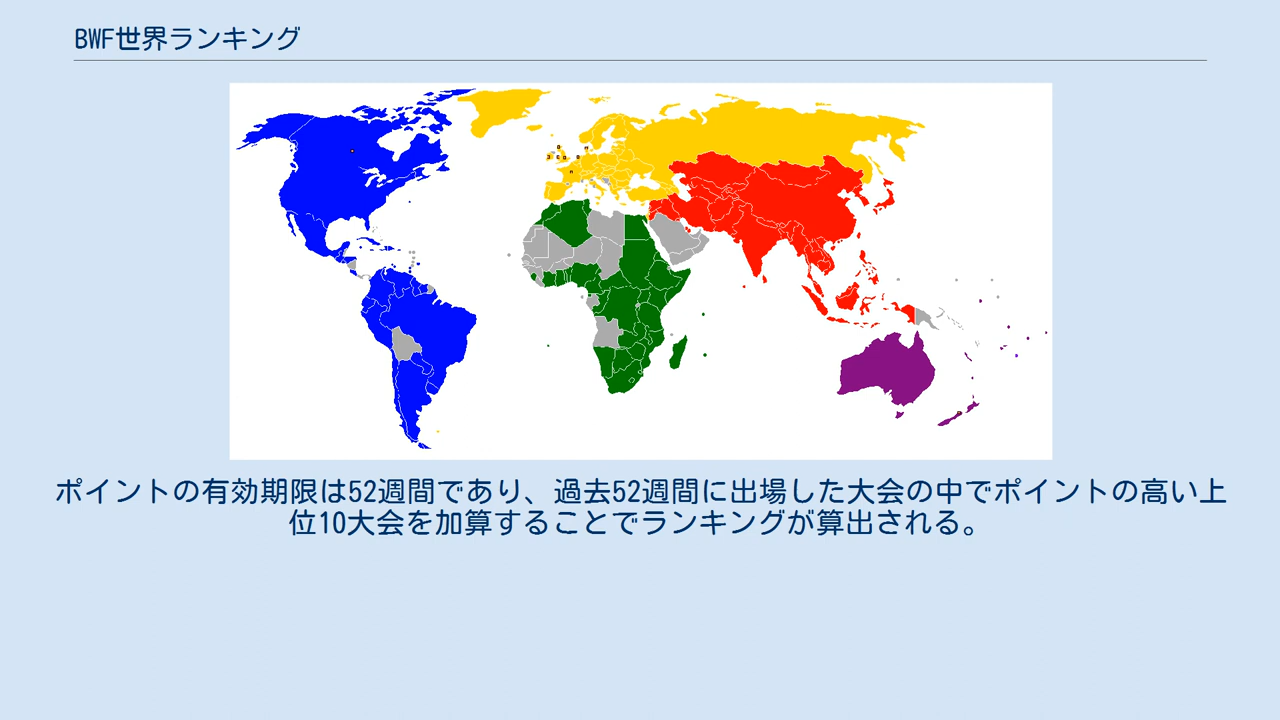 BWF世界ランキング
ポイントの有効期限は52週間であり、過去52週間に出場した大会の中でポイントの高い上
位10大会を加算することでランキングが算出される。